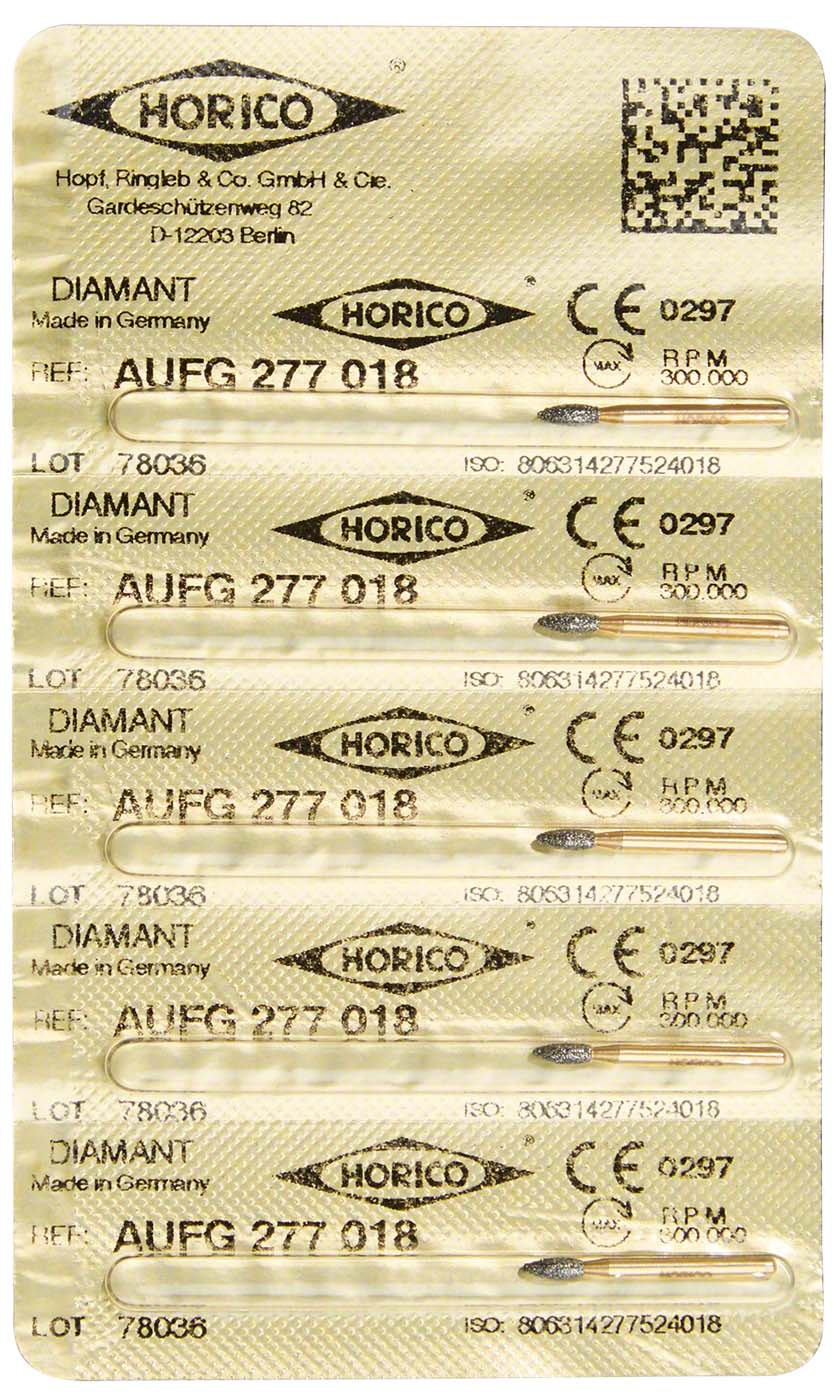 HORICO ®
Hopf, Ringleb & Co. GmbH & Cie.
Gardeschützenweg 82
D-12203 Berlin
DIAMANT
Made in Germany
HORICO ®
CE 0297
REF: AUFG 277 018
MAX. RPM
300.000
HORICO
LOT 78036 ISO: 806314277524018
DIAMANT
Made in Germany
HORICO ®
CE 0297
REF: AUFG 277 018
MAX. RPM
300.000
HORICO
LOT 78036 ISO: 806314277524018
DIAMANT
Made in Germany
HORICO ®
CE 0297
REF: AUFG 277 018
MAX. RPM
300.000
LOT 78036 ISO: 806314277524018
DIAMANT
Made in Germany
HORICO ®
CE 0297
REF: AUFG 277 018
MAX. RPM
300.000
HORICO
LOT 78036 ISO: 806314277524018
DIAMANT
Made in Germany
HORICO ®
CE 0297
REF: AUFG 277 018
MAX. RPM
300.000
HORICO
LOT 78036 ISO: 806314277524018